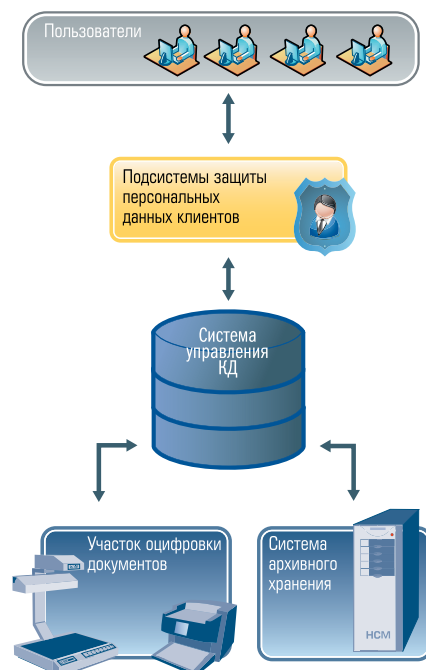 Пользователи
Подсистемы защиты
персональных
данных клиентов
Система
управления
КД
Участок оцифровки
документов
Система
архивного
хранения
HCM